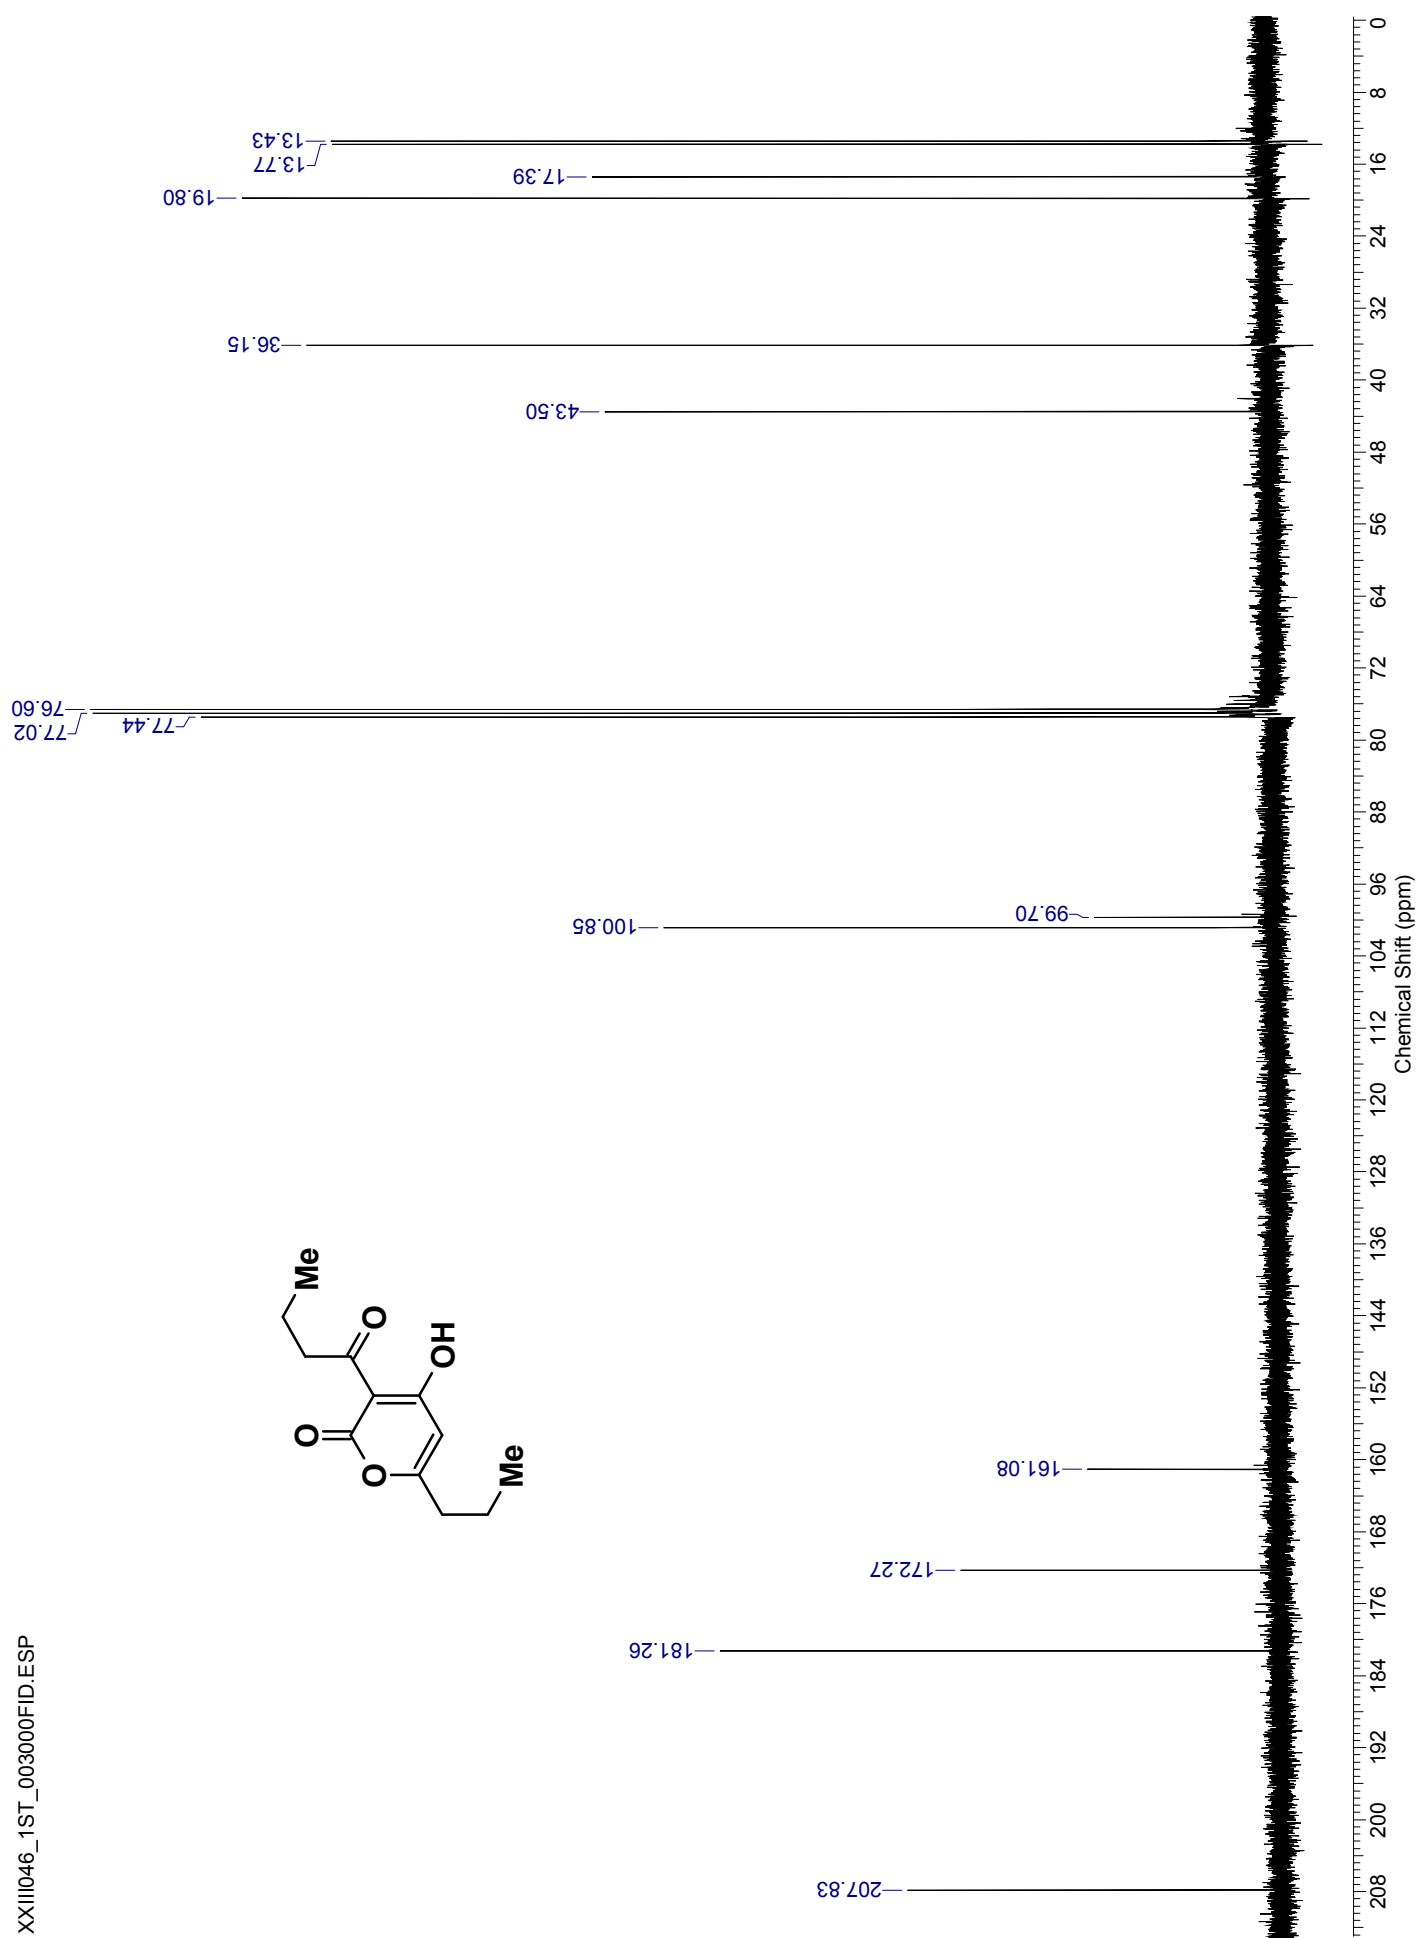 XXIII046_1ST_003000FID.ESP
207.83
181.26
172.27
161.08
100.85
99.70
77.44
77.02
76.60
43.50
36.15
19.80
17.39
13.77
13.43
O
O
O
OH
Me
Me
208 200 192 184 176 168 160 152 144 136 128 120 112 104 96 88 80 72 64 56 48 40 32 24 16 8 0
Chemical Shift (ppm)